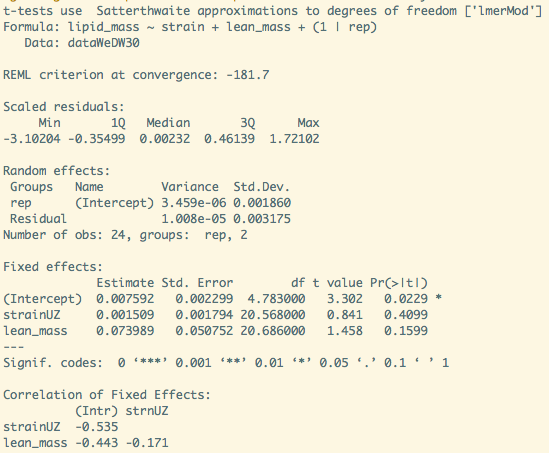 t-tests use  Satterthwaite approximations to degrees of freedom ['lmerMod']
Formula: lipid_mass ~ strain + lean_mass + (1 | rep)
   Data: dataWeDW30

REML criterion at convergence: -181.7

Scaled residuals:
     Min       1Q   Median       3Q      Max
-3.10204 -0.35499  0.00232  0.46139  1.72102

Random effects:
 Groups   Name        Variance  Std.Dev.
 rep      (Intercept) 3.459e-06 0.001860
 Residual             1.008e-05 0.003175
Number of obs: 24, groups:  rep, 2

Fixed effects:
             Estimate Std. Error        df t value Pr(>|t|)
(Intercept)  0.007592   0.002299  4.783000   3.302   0.0229 *
strainUZ     0.001509   0.001794 20.568000   0.841   0.4099
lean_mass    0.073989   0.050752 20.686000   1.458   0.1599
---
Signif. codes:  0 ‘***’ 0.001 ‘**’ 0.01 ‘*’ 0.05 ‘.’ 0.1 ‘ ’ 1

Correlation of Fixed Effects:
          (Intr) strnUZ
strainUZ  -0.535
lean_mass -0.443 -0.171